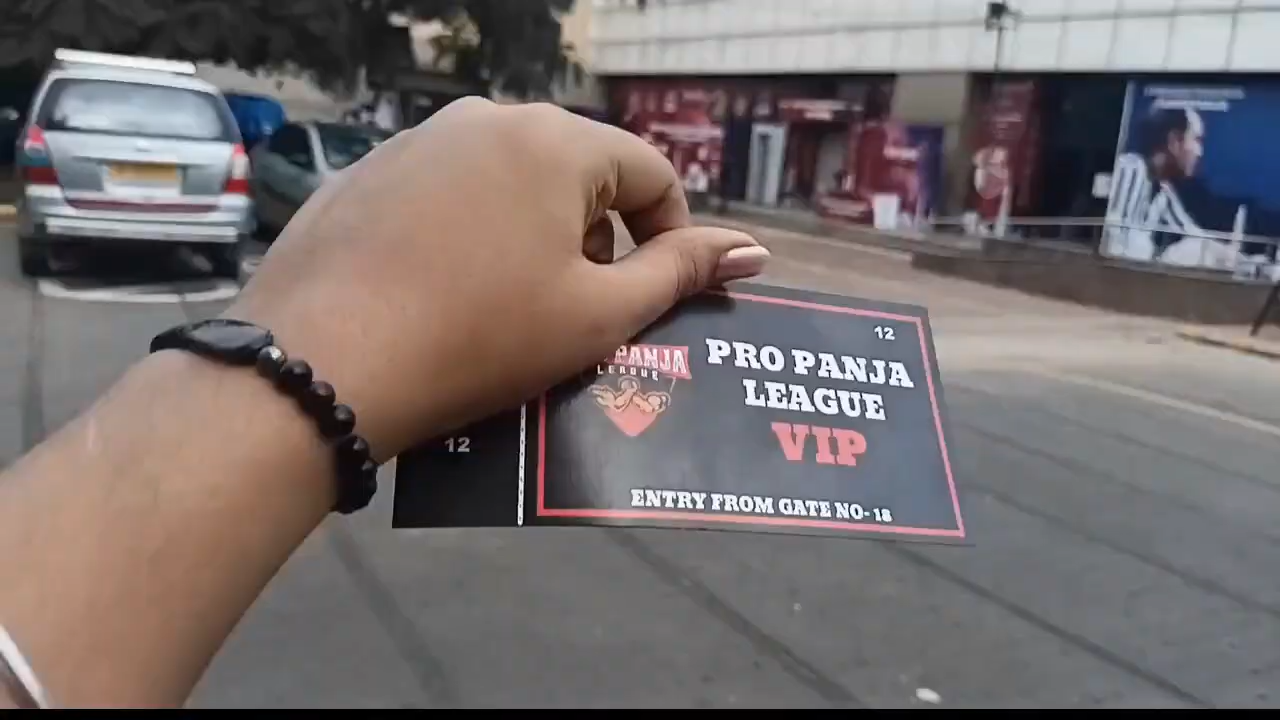 12
PRO PANJA
LEAGUE
VIP
ENTRY FROM GATE NO- 18
PANJA
LEAGUE
12